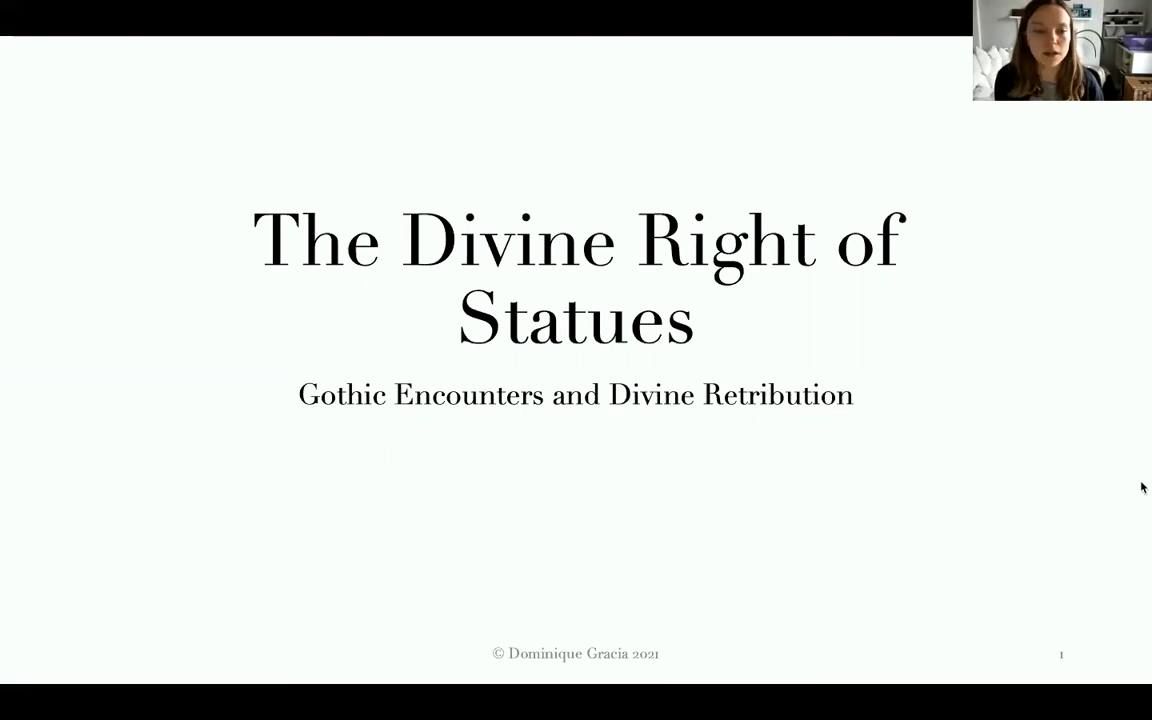 The Divine Right of
Statues
Gothic Encounters and Divine Retribution
© Dominique Gracia 2021
1